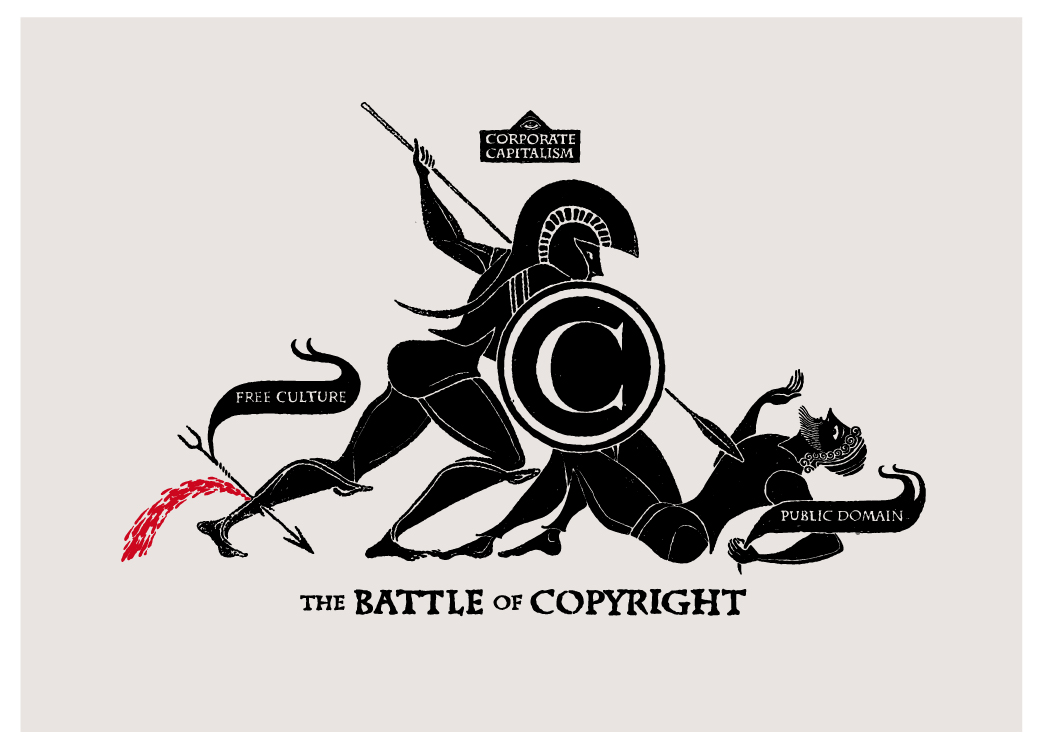 CORPORATE
CAPITALISM
C
FREE CULTURE
PUBLIC DOMAIN
THE BATTLE OF COPYRIGHT